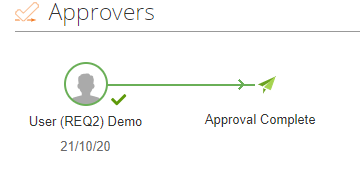 Approvers
User (REQ2) Demo
21/10/20
Approval Complete